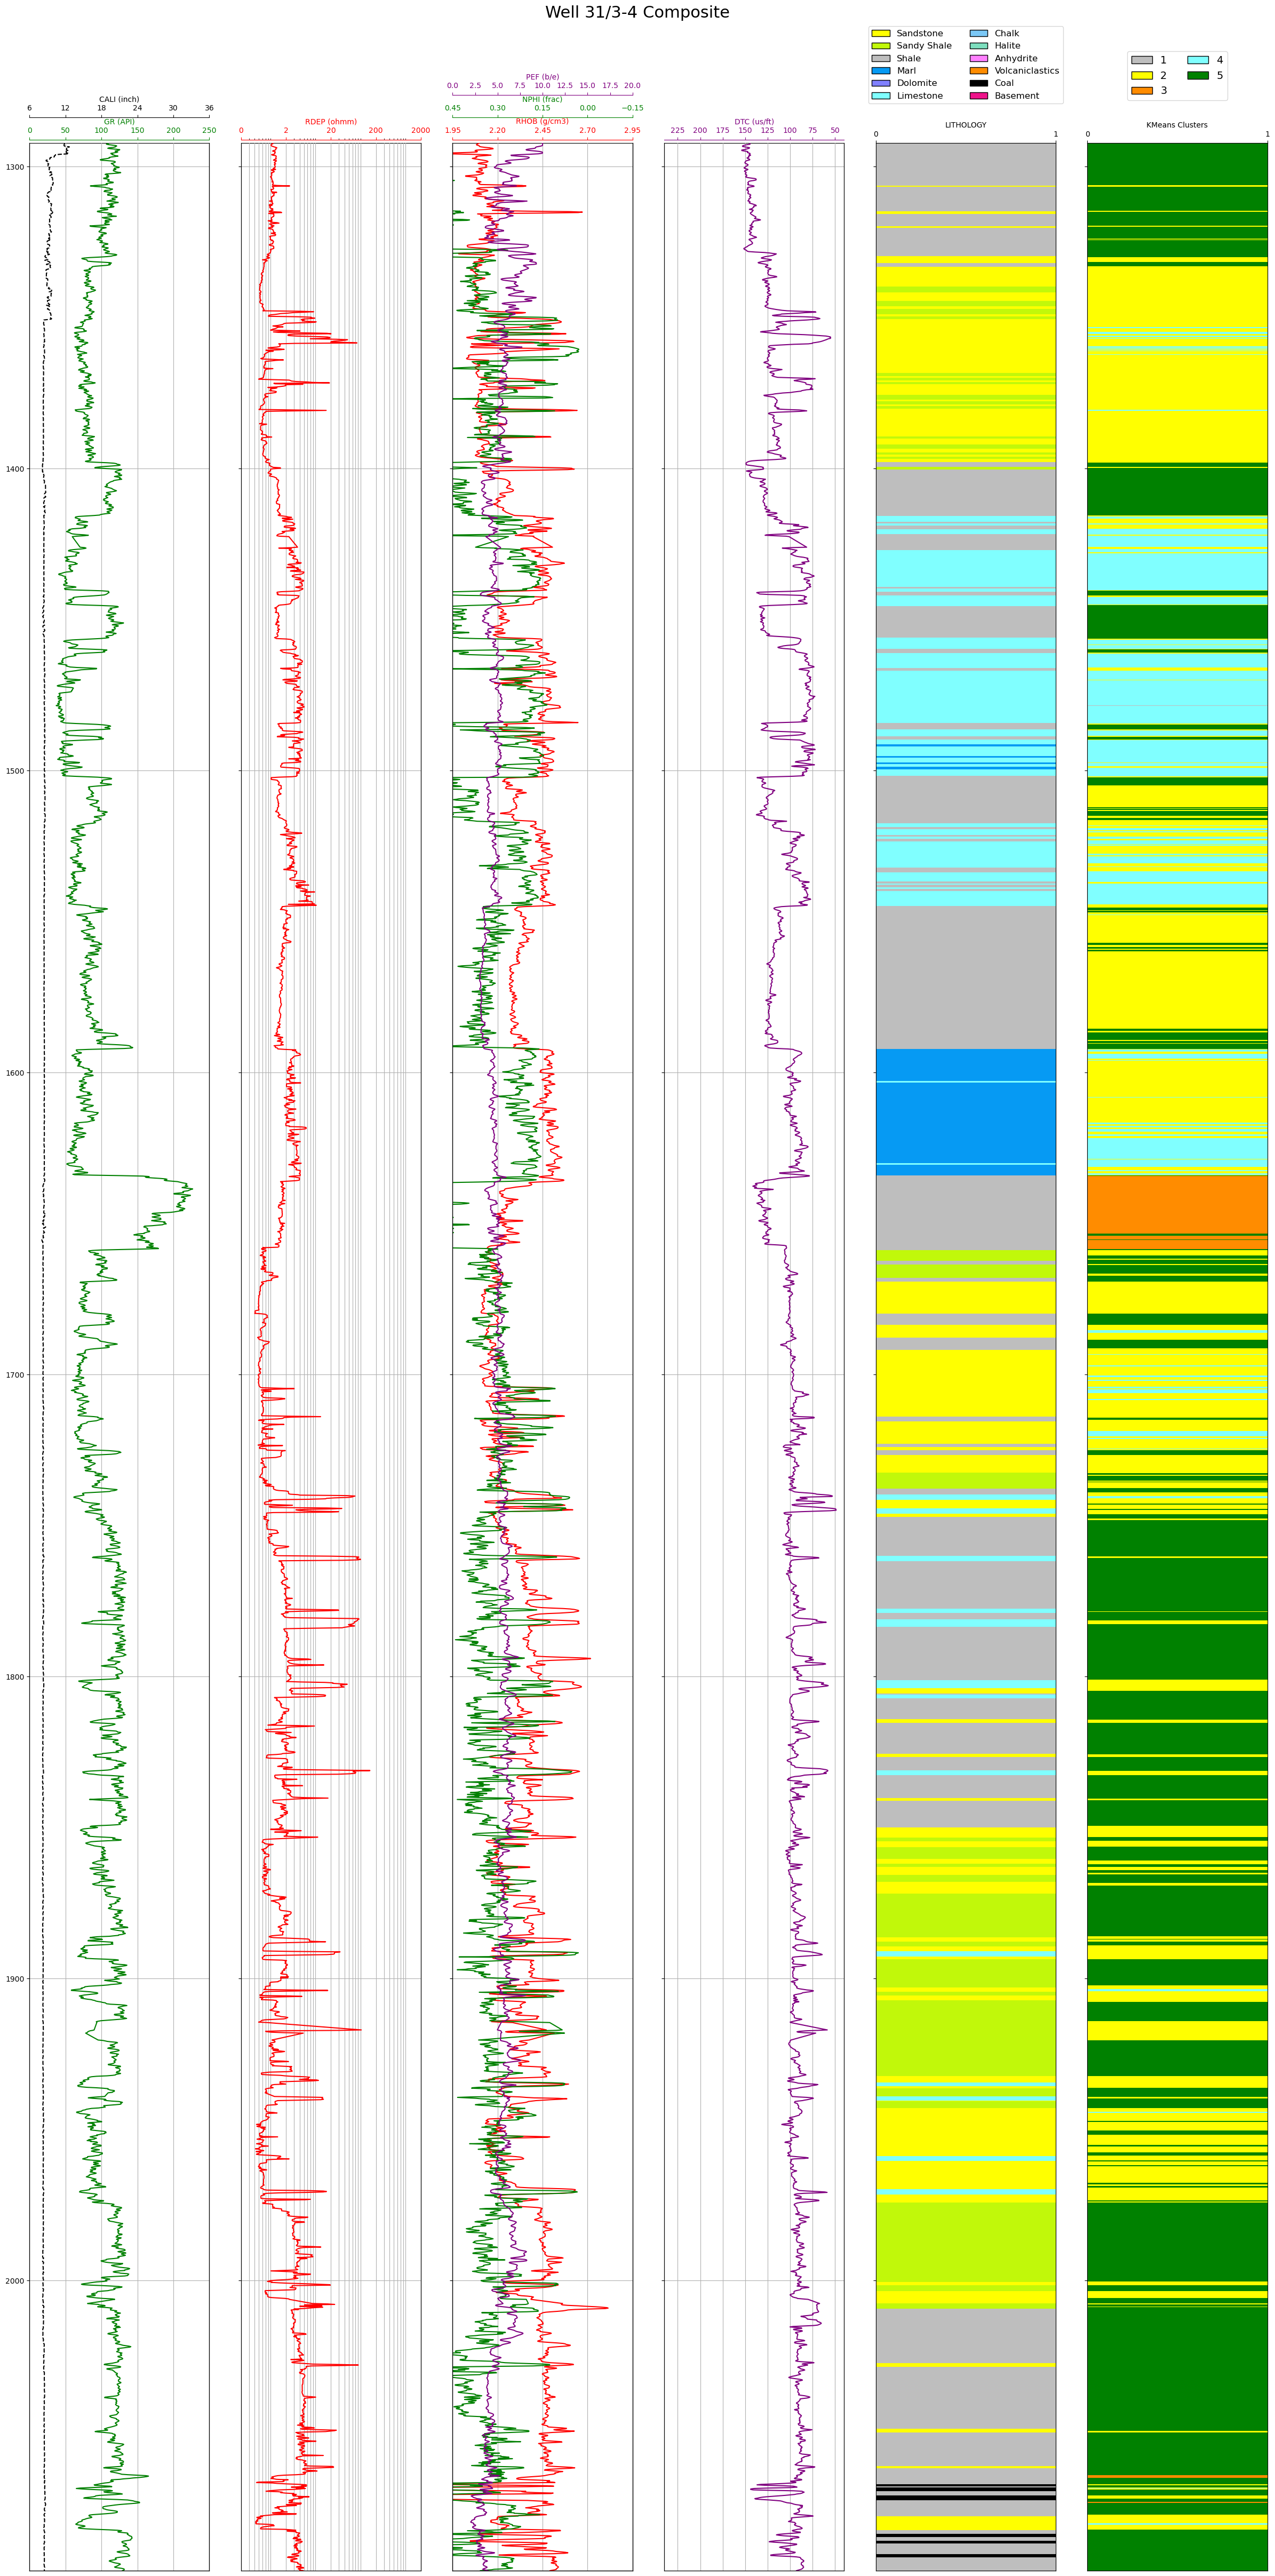 Well 31/3-4 Composite
Sandstone Chalk
Sandy Shale Halite
Shale Anhydrite
Marl Volcaniclastics
Dolomite Coal
Limestone Basement
1 4
2 5
3
PEF (b/e)
0.0 2.5 5.0 7.5 10.0 12.5 15.0 17.5 20.0
CALI (inch)
6 12 18 24 30 36
NPHI (frac)
0.45 0.30 0.15 0.00 −0.15
GR (API)
0 50 100 150 200 250
RDEP (ohmm)
0 2 20 200 2000
RHOB (g/cm3)
1.95 2.20 2.45 2.70 2.95
DTC (us/ft)
225 200 175 150 125 100 75 50
LITHOLOGY
0 1
KMeans Clusters
0 1
1300
1400
1500
1600
1700
1800
1900
2000